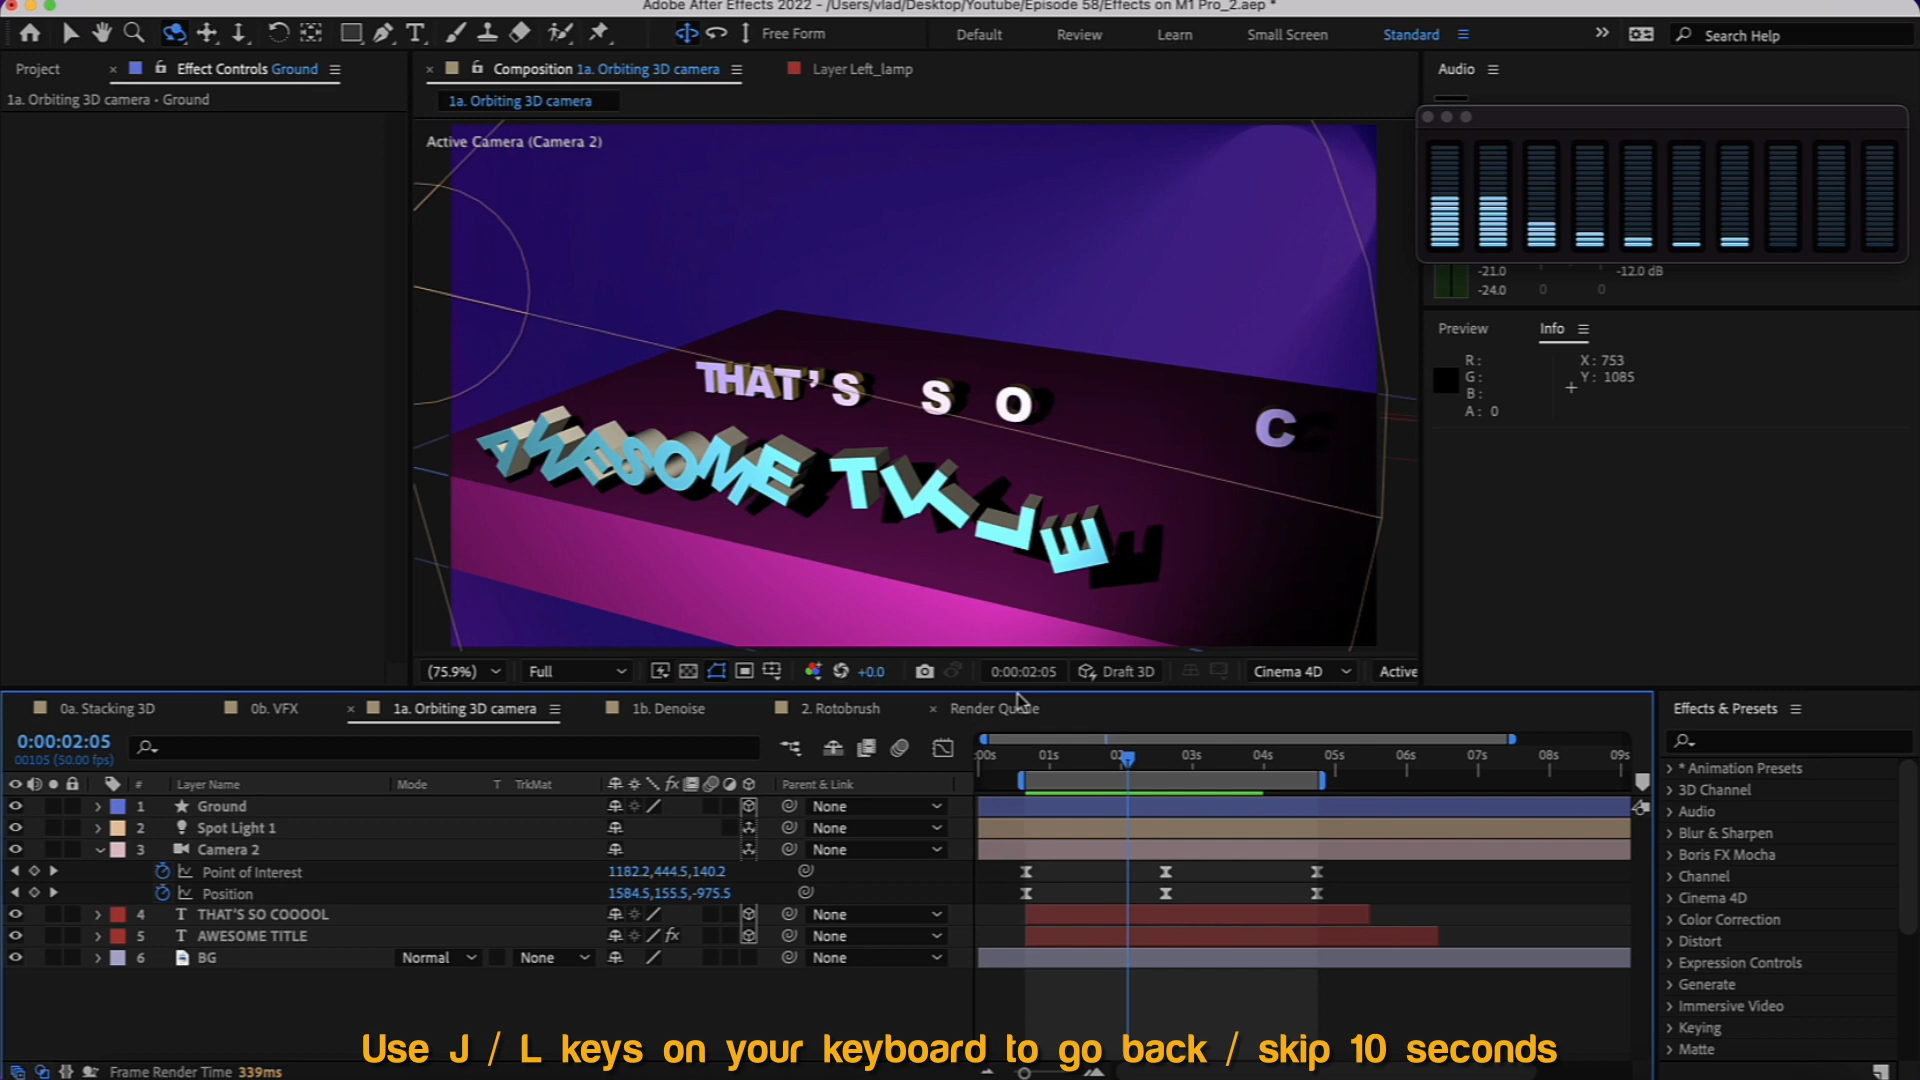 Adobe After Effects 2022 - /Users/vlad/Desktop/Youtube/Episode 58/Effects on M1 Pro_2.aep *
Free Form
Default
Review
Learn
Small Screen
Standard
Search Help
Project
Effect Controls Ground
1a. Orbiting 3D camera • Ground
Composition 1a. Orbiting 3D camera
Layer Left_lamp
1a. Orbiting 3D camera
Active Camera (Camera 2)
THAT'S SO C
AWESOME TITLE
Audio
-21.0
-12.0 dB
-24.0 0 0
Preview
Info
R:
G:
B:
A: 0
X: 753
Y: 1085
(75.9%)
Full
+0.0
0:00:02:05
Draft 3D
Cinema 4D
Active
0a. Stacking 3D
0b. VFX
1a. Orbiting 3D camera
1b. Denoise
2. Rotobrush
Render Queue
0:00:02:05
00105 (50.00 fps)
:00s 01s 02 03s 04s 05s 06s 07s 08s 09s
# Layer Name Mode T TrkMat Parent & Link
1 Ground None
2 Spot Light 1 None
3 Camera 2 None
Point of Interest 1182.2,444.5,140.2
Position 1584.5,155.5,-975.5
4 T THAT'S SO COOOOL None
5 T AWESOME TITLE fx None
6 BG Normal None None
Frame Render Time 339ms
Effects & Presets
* Animation Presets
3D Channel
Audio
Blur & Sharpen
Boris FX Mocha
Channel
Cinema 4D
Color Correction
Distort
Expression Controls
Generate
Immersive Video
Keying
Matte
Use J / L keys on your keyboard to go back / skip 10 seconds